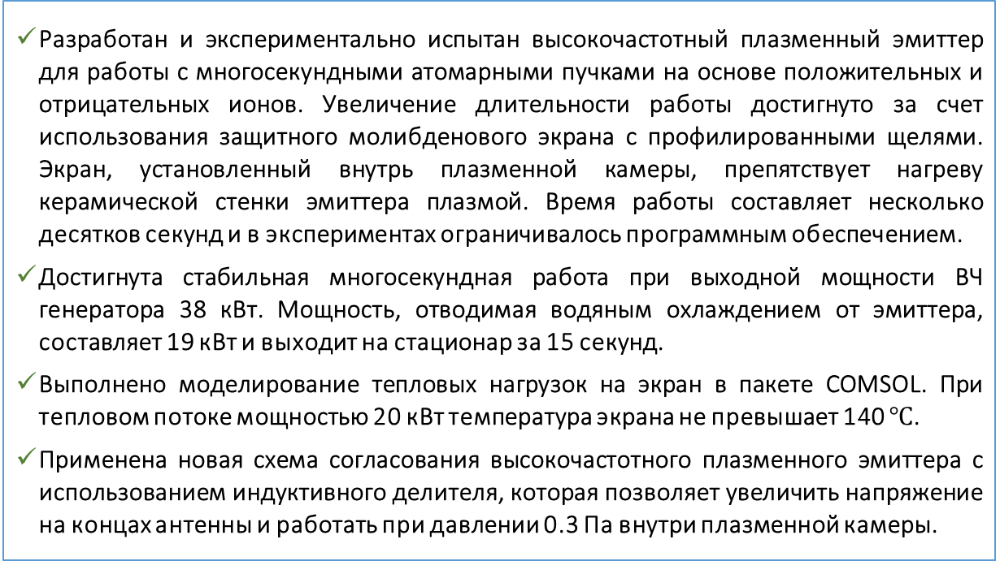 ✓ Разработан и экспериментально испытан высокочастотный плазменный эмиттер
для работы с многосекундными атомарными пучками на основе положительных и
отрицательных ионов. Увеличение длительности работы достигнуто за счет
использования защитного молибденового экрана с профилированными щелями.
Экран, установленный внутрь плазменной камеры, препятствует нагреву
керамической стенки эмиттера плазмой. Время работы составляет несколько
десятков секунд и в экспериментах ограничивалось программным обеспечением.
✓ Достигнута стабильная многосекундная работа при выходной мощности ВЧ
генератора 38 кВт. Мощность, отводимая водяным охлаждением от эмиттера,
составляет 19 кВт и выходит на стационар за 15 секунд.
✓ Выполнено моделирование тепловых нагрузок на экран в пакете COMSOL. При
тепловом потоке мощностью 20 кВт температура экрана не превышает 140 ℃.
✓ Применена новая схема согласования высокочастотного плазменного эмиттера с
использованием индуктивного делителя, которая позволяет увеличить напряжение
на концах антенны и работать при давлении 0.3 Па внутри плазменной камеры.